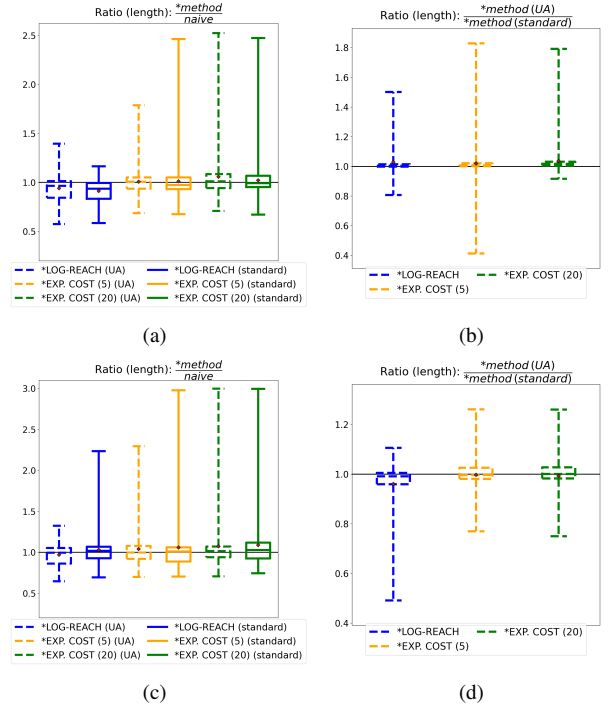 Ratio (length): *method / naive
2.5
2.0
1.5
1.0
0.5
*LOG-REACH (UA) *LOG-REACH (standard)
*EXP. COST (5) (UA) *EXP. COST (5) (standard)
*EXP. COST (20) (UA) *EXP. COST (20) (standard)
(a)
Ratio (length): *method (UA) / *method (standard)
1.8
1.6
1.4
1.2
1.0
0.8
0.6
0.4
*LOG-REACH *EXP. COST (20)
*EXP. COST (5)
(b)
Ratio (length): *method / naive
3.0
2.5
2.0
1.5
1.0
0.5
*LOG-REACH (UA) *LOG-REACH (standard)
*EXP. COST (5) (UA) *EXP. COST (5) (standard)
*EXP. COST (20) (UA) *EXP. COST (20) (standard)
(c)
Ratio (length): *method (UA) / *method (standard)
1.2
1.0
0.8
0.6
0.4
*LOG-REACH *EXP. COST (20)
*EXP. COST (5)
(d)